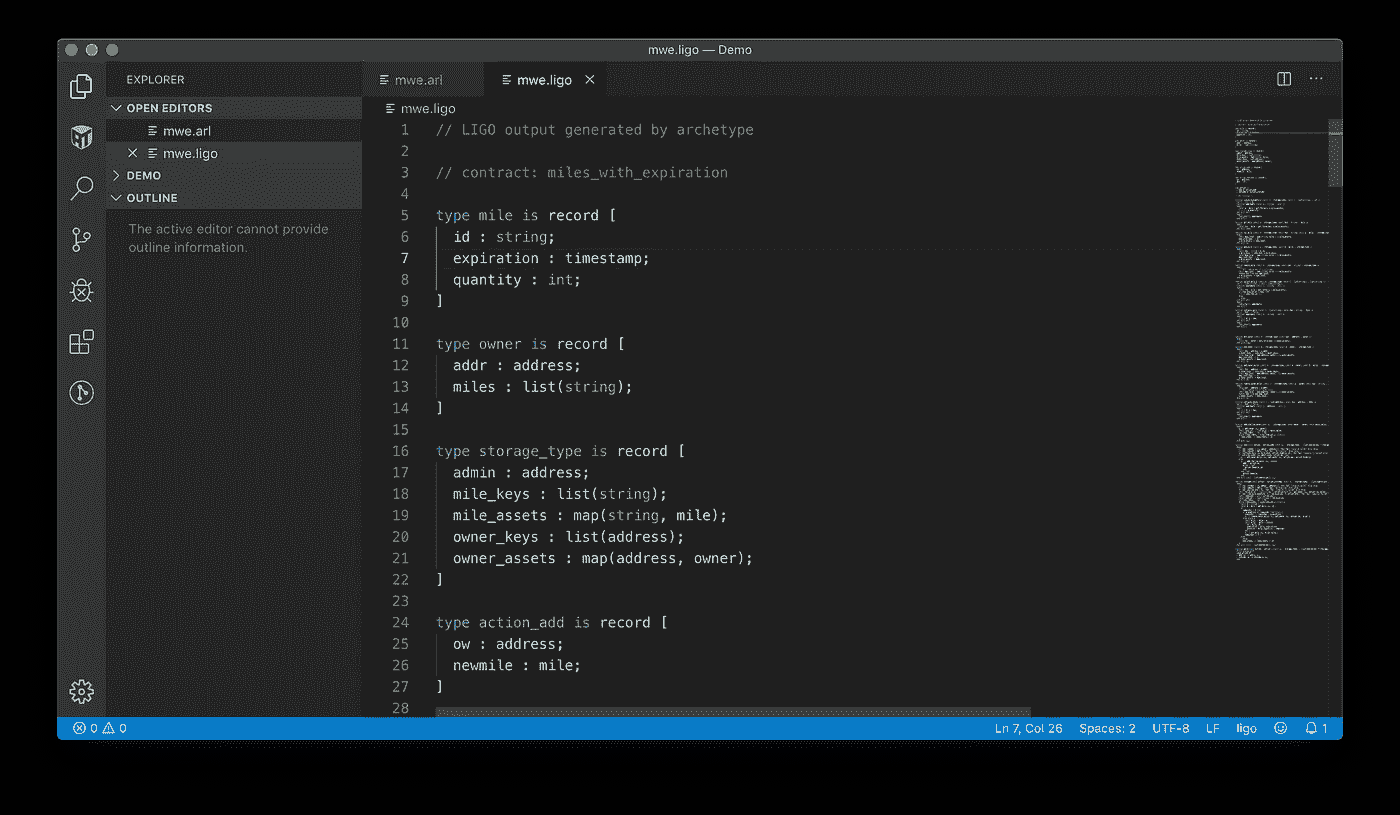 mwe.ligo — Demo
EXPLORER
OPEN EDITORS
mwe.arl
mwe.ligo
DEMO
OUTLINE
The active editor cannot provide
outline information.
mwe.arl
mwe.ligo
mwe.ligo
1 // LIGO output generated by archetype
2
3 // contract: miles_with_expiration
4
5 type mile is record [
6 id : string;
7 expiration : timestamp;
8 quantity : int;
9 ]
10
11 type owner is record [
12 addr : address;
13 miles : list(string);
14 ]
15
16 type storage_type is record [
17 admin : address;
18 mile_keys : list(string);
19 mile_assets : map(string, mile);
20 owner_keys : list(address);
21 owner_assets : map(address, owner);
22 ]
23
24 type action_add is record [
25 ow : address;
26 newmile : mile;
27 ]
28
0 0
Ln 7, Col 26 Spaces: 2 UTF-8 LF ligo 1